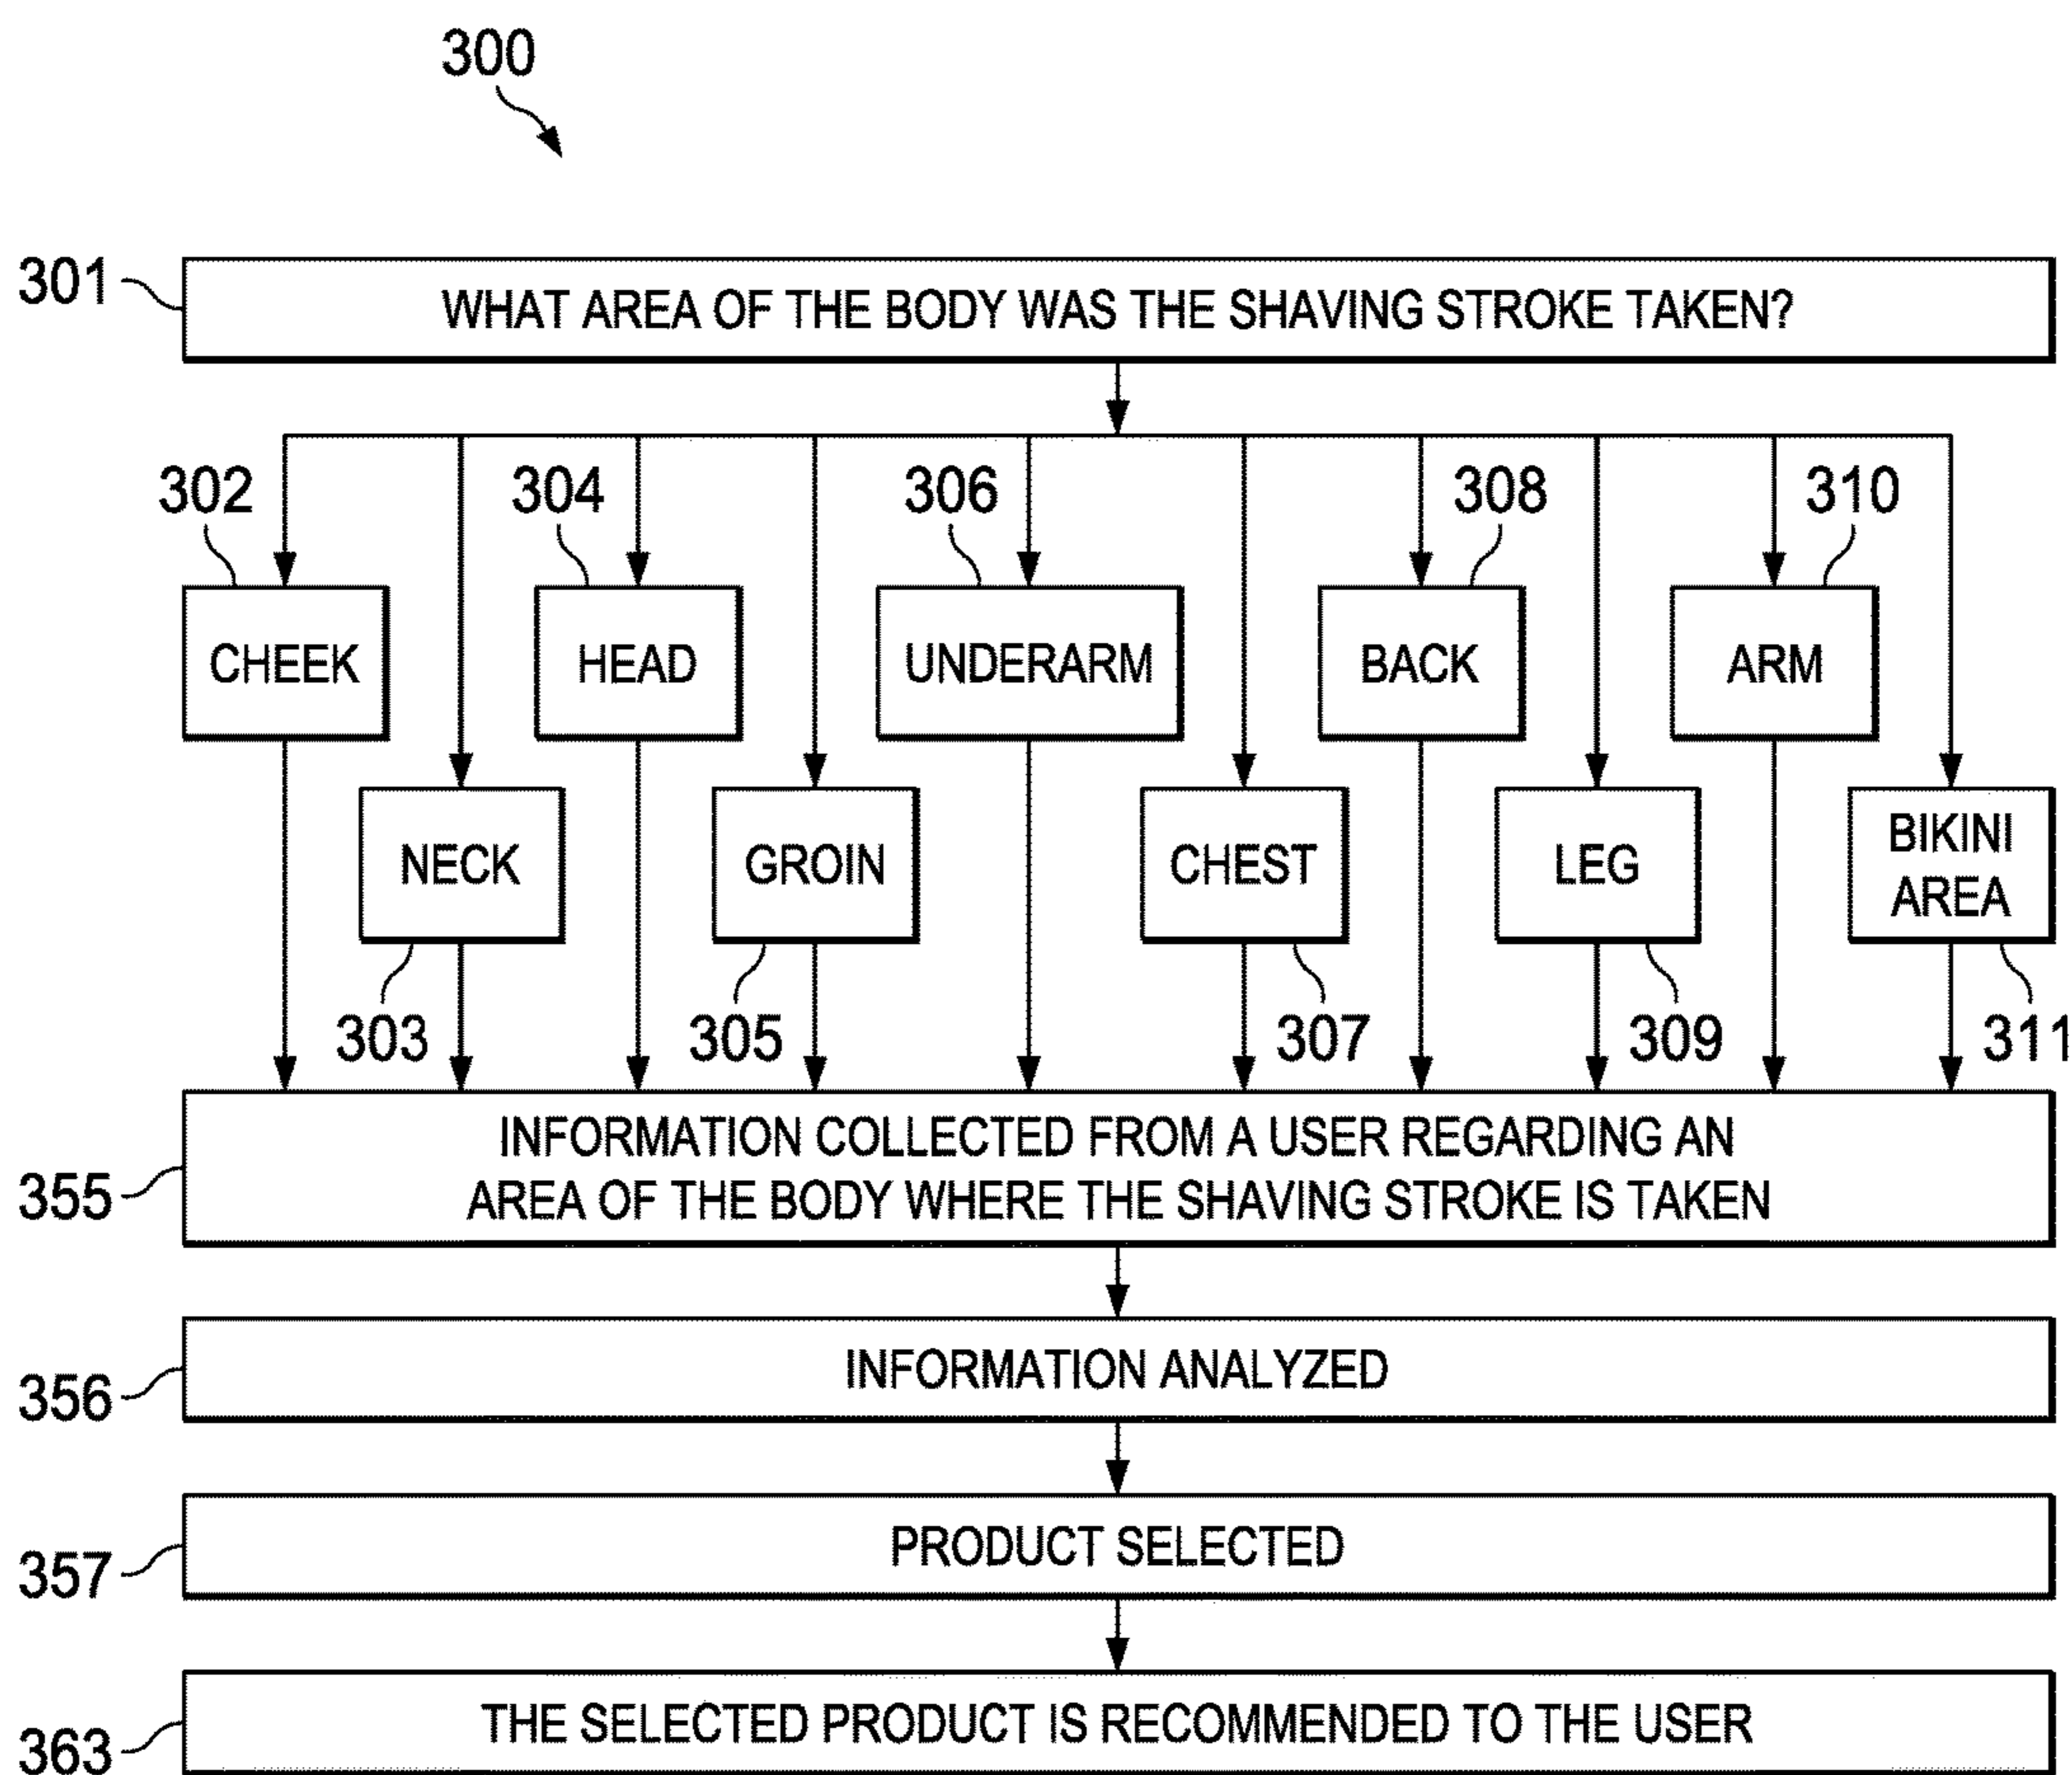 300
301
WHAT AREA OF THE BODY WAS THE SHAVING STROKE TAKEN?
302
304
306
308
310
CHEEK
HEAD
UNDERARM
BACK
ARM
NECK
GROIN
CHEST
LEG
BIKINI
AREA
303
305
307
309
311
355
INFORMATION COLLECTED FROM A USER REGARDING AN
AREA OF THE BODY WHERE THE SHAVING STROKE IS TAKEN
356
INFORMATION ANALYZED
357
PRODUCT SELECTED
363
THE SELECTED PRODUCT IS RECOMMENDED TO THE USER